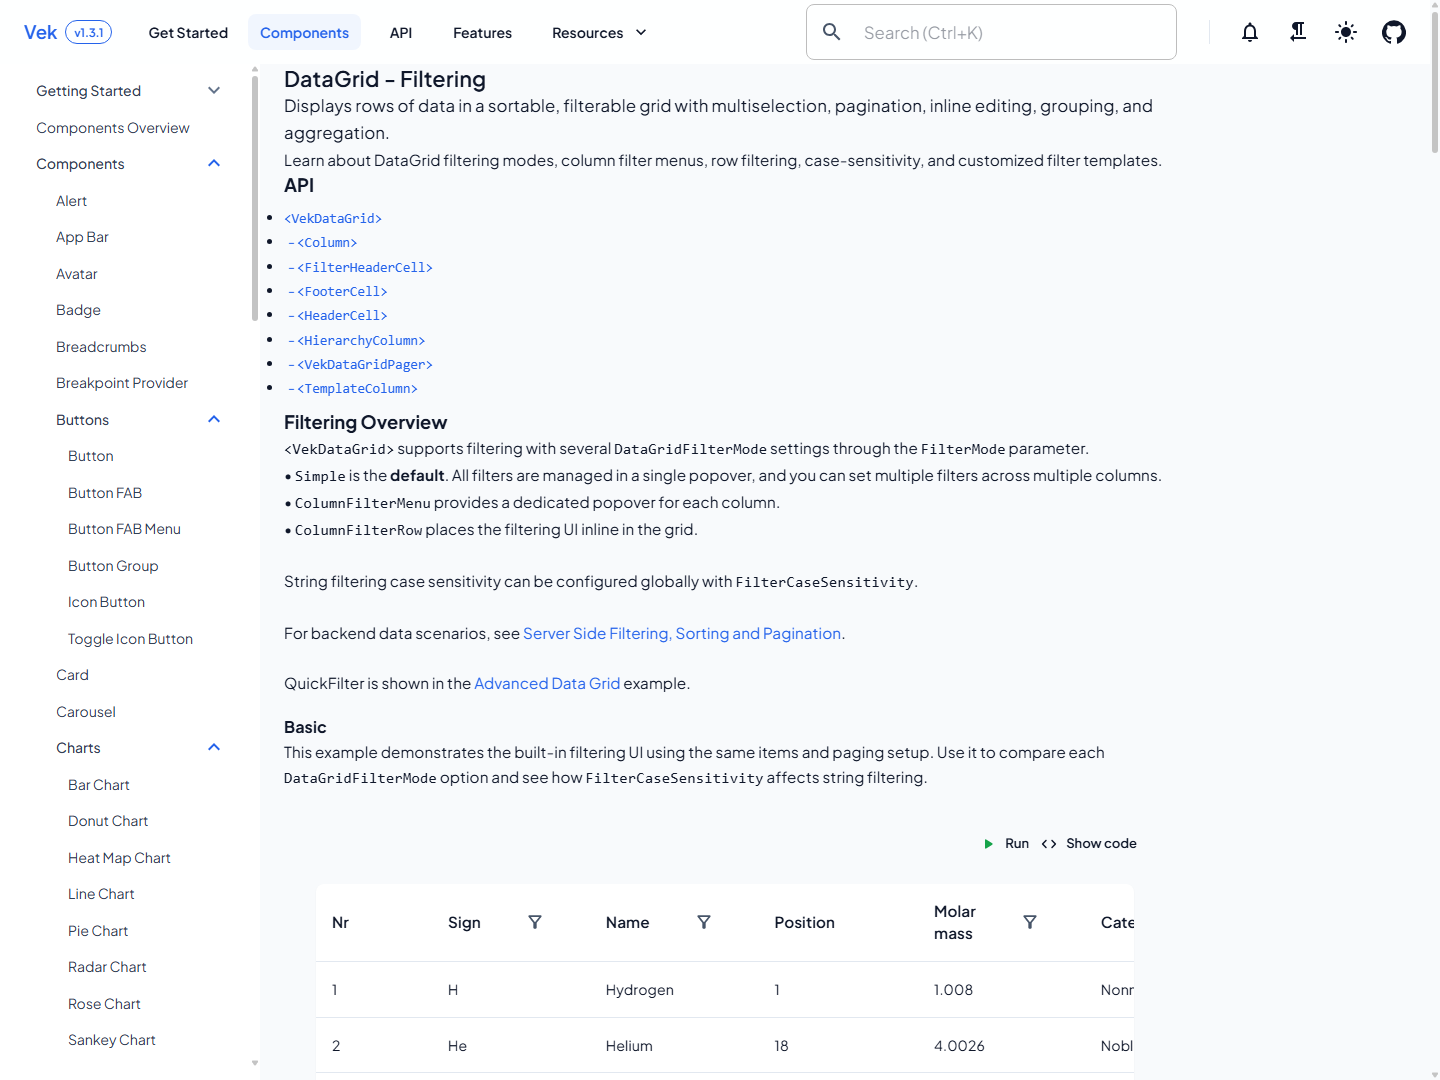 Vek v1.3.1 Get Started Components API Features Resources Search (Ctrl+K)
Getting Started
Components Overview
Components
Alert
App Bar
Avatar
Badge
Breadcrumbs
Breakpoint Provider
Buttons
Button
Button FAB
Button FAB Menu
Button Group
Icon Button
Toggle Icon Button
Card
Carousel
Charts
Bar Chart
Donut Chart
Heat Map Chart
Line Chart
Pie Chart
Radar Chart
Rose Chart
Sankey Chart
DataGrid - Filtering
Displays rows of data in a sortable, filterable grid with multiselection, pagination, inline editing, grouping, and
aggregation.
Learn about DataGrid filtering modes, column filter menus, row filtering, case-sensitivity, and customized filter templates.
API
• <VekDataGrid>
• -<Column>
• -<FilterHeaderCell>
• -<FooterCell>
• -<HeaderCell>
• -<HierarchyColumn>
• -<VekDataGridPager>
• -<TemplateColumn>
Filtering Overview
<VekDataGrid> supports filtering with several DataGridFilterMode settings through the FilterMode parameter.
• Simple is the default. All filters are managed in a single popover, and you can set multiple filters across multiple columns.
• ColumnFilterMenu provides a dedicated popover for each column.
• ColumnFilterRow places the filtering UI inline in the grid.
String filtering case sensitivity can be configured globally with FilterCaseSensitivity.
For backend data scenarios, see Server Side Filtering, Sorting and Pagination.
QuickFilter is shown in the Advanced Data Grid example.
Basic
This example demonstrates the built-in filtering UI using the same items and paging setup. Use it to compare each
DataGridFilterMode option and see how FilterCaseSensitivity affects string filtering.
Run <> Show code
Nr Sign Name Position Molar mass Cate
1 H Hydrogen 1 1.008 Nonr
2 He Helium 18 4.0026 Nobl